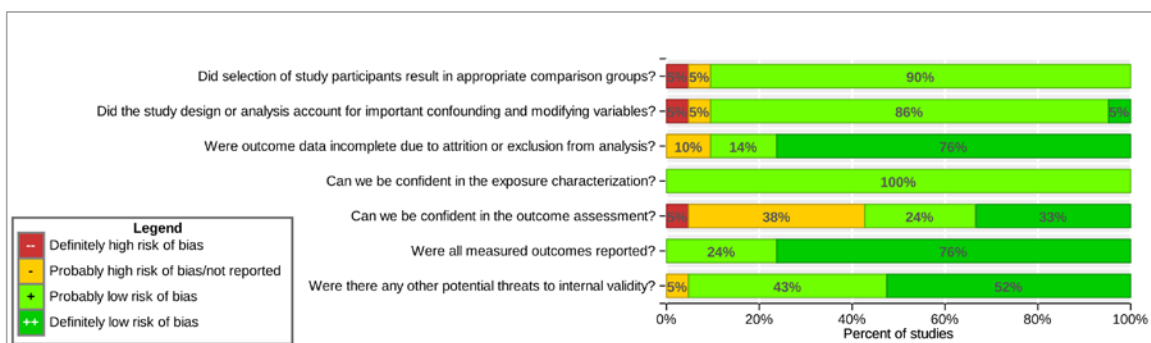 Did selection of study participants result in appropriate comparison groups? 5% 5% 90%
Did the study design or analysis account for important confounding and modifying variables? 5% 5% 86% 5%
Were outcome data incomplete due to attrition or exclusion from analysis? 10% 14% 76%
Can we be confident in the exposure characterization? 100%
Can we be confident in the outcome assessment? 5% 38% 24% 33%
Were all measured outcomes reported? 24% 76%
Were there any other potential threats to internal validity? 5% 43% 52%
0% 20% 40% 60% 80% 100%
Percent of studies
Legend
-- Definitely high risk of bias
- Probably high risk of bias/not reported
+ Probably low risk of bias
++ Definitely low risk of bias